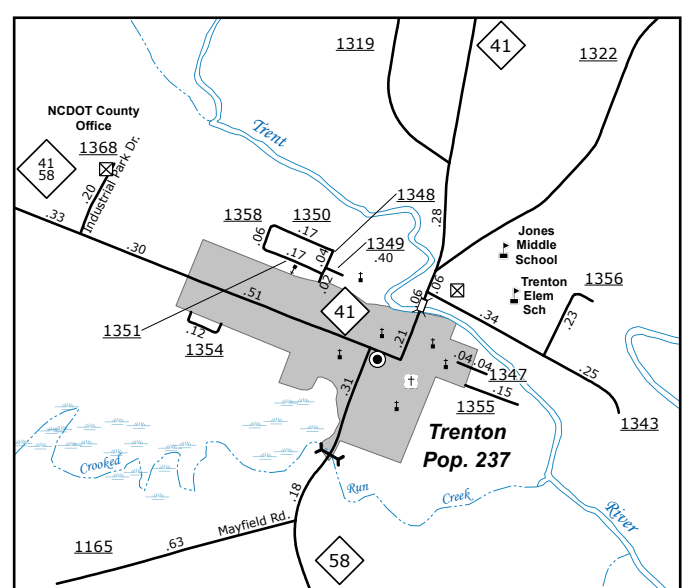 1319
41
1322
NCDOT County
Office
1368
41
58
Industrial Park Dr.
.20
.33
.30
Trent
1348
1358
1350
.17
.06
.17
.04
1349
.40
.02
.28
Jones
Middle
School
Trenton
Elem
Sch
1356
.06
.06
.34
.23
.25
.51
41
.21
1351
.12
1354
.31
.04
.04
1347
.15
1355
1343
Trenton
Pop. 237
Crooked
Run
Creek
River
.18
Mayfield Rd.
.63
1165
58